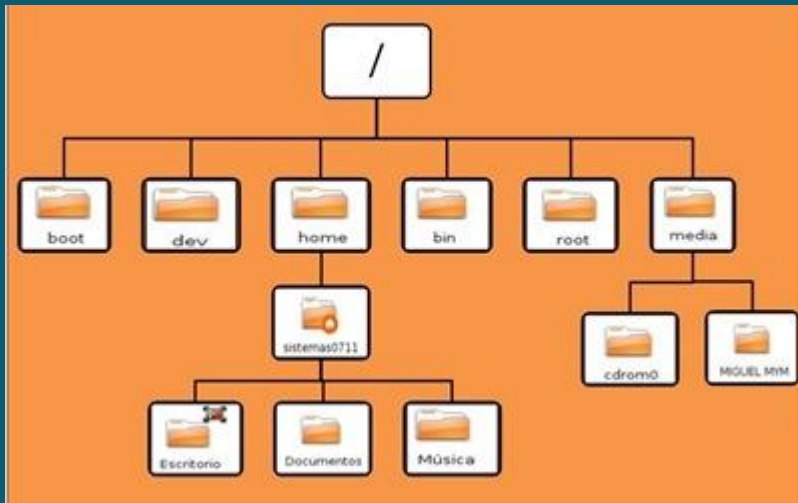 /
boot
dev
home
bin
root
media
sistemas0711
cdrom0
MIGUEL MYM
Escritorio
Documentos
Música